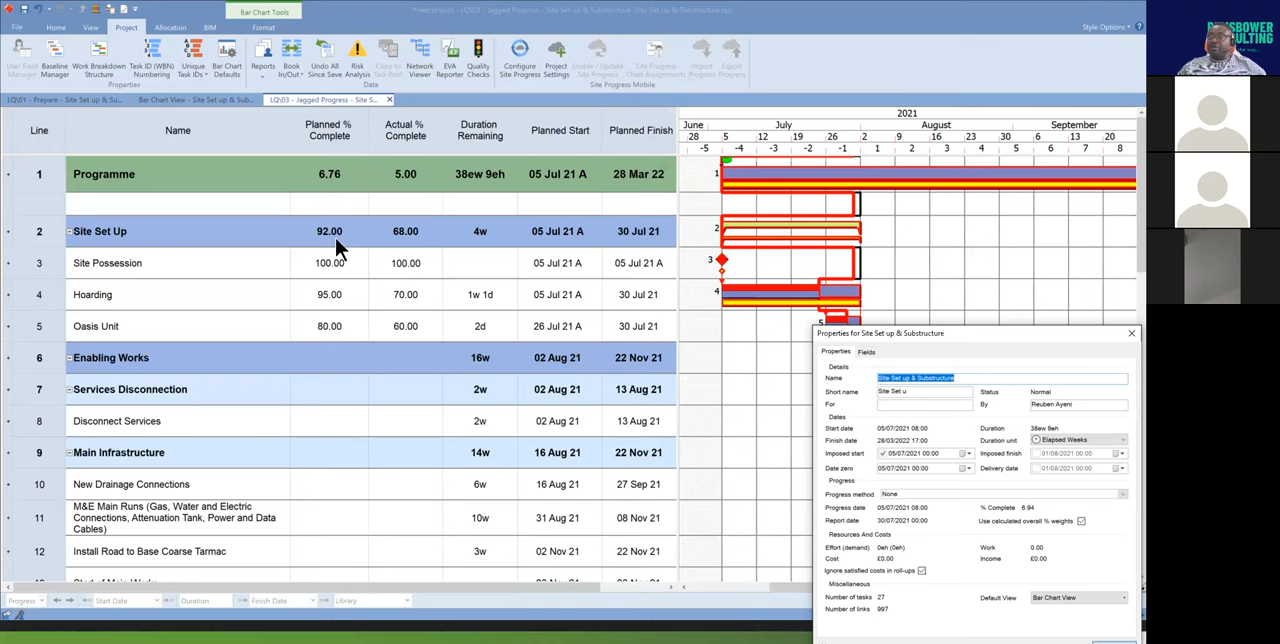 Bar Chart Tools
File Home View Project Allocation BIM Format Style Options
Baseline Manager
Work Breakdown Structure
Task ID (WBN) Numbering
Unique Task IDs
Bar Chart Defaults
Reports
Book In/Out
Undo All Since Save
Risk Analysis
Copy to Task Pool
Network Viewer
EVA Reporter
Quality Checks
Configure Site Progress
Project Settings
Enable / Update Site Progress
Site Progress Chart Assignments
Import Progress
Export Progress
Properties Data Site Progress Mobile
LQ\01 - Prepare - Site Set up & Su... Bar Chart View - Site Set up & Sub... LQ\03 - Jagged Progress - Site S...
Line Name Planned % Complete Actual % Complete Duration Remaining Planned Start Planned Finish
2021
June July August September
28 5 12 19 26 2 9 16 23 30 6 13 20
-5 -4 -3 -2 -1 1 2 3 4 5 6 7 8
1 Programme 6.76 5.00 38ew 9eh 05 Jul 21 A 28 Mar 22 1
2 Site Set Up 92.00 68.00 4w 05 Jul 21 A 30 Jul 21 2
3 Site Possession 100.00 100.00 05 Jul 21 A 05 Jul 21 A 3
4 Hoarding 95.00 70.00 1w 1d 05 Jul 21 A 30 Jul 21 4
5 Oasis Unit 80.00 60.00 2d 26 Jul 21 A 30 Jul 21 5
6 Enabling Works 16w 02 Aug 21 22 Nov 21
7 Services Disconnection 2w 02 Aug 21 13 Aug 21
8 Disconnect Services 02 Aug 21 13 Aug 21
9 Main Infrastructure 14w 16 Aug 21 22 Nov 21
10 New Drainage Connections 6w 16 Aug 21 27 Sep 21
11 M&E Main Runs (Gas, Water and Electric
Connections, Attenuation Tank, Power and Data
Cables) 10w 31 Aug 21 08 Nov 21
12 Install Road to Base Coarse Tarmac 3w 02 Nov 21 22 Nov 21
Progress Start Date Duration Finish Date Library
Properties for Site Set up & Substructure
Properties Fields
Details
Name Site Set up & Substructure
Short name Site Set u Status Normal
For By Reuben Ayeni
Dates
Start date 05/07/2021 08:00 Duration 38ew 9eh
Finish date 28/03/2022 17:00 Duration unit Elapsed Weeks
Imposed start 05/07/2021 00:00 Imposed finish 01/08/2021 00:00
Date zero 05/07/2021 00:00 Delivery date 01/08/2021 00:00
Progress
Progress method None
Progress date 05/07/2021 08:00 % Complete 6.94
Report date 30/07/2021 00:00 Use calculated overall % weights
Resources And Costs
Effort (demand) 0eh (0eh) Work 0.00
Cost £0.00 Income £0.00
Ignore satisfied costs in roll-ups
Miscellaneous
Number of tasks 27 Default View Bar Chart View
Number of links 997